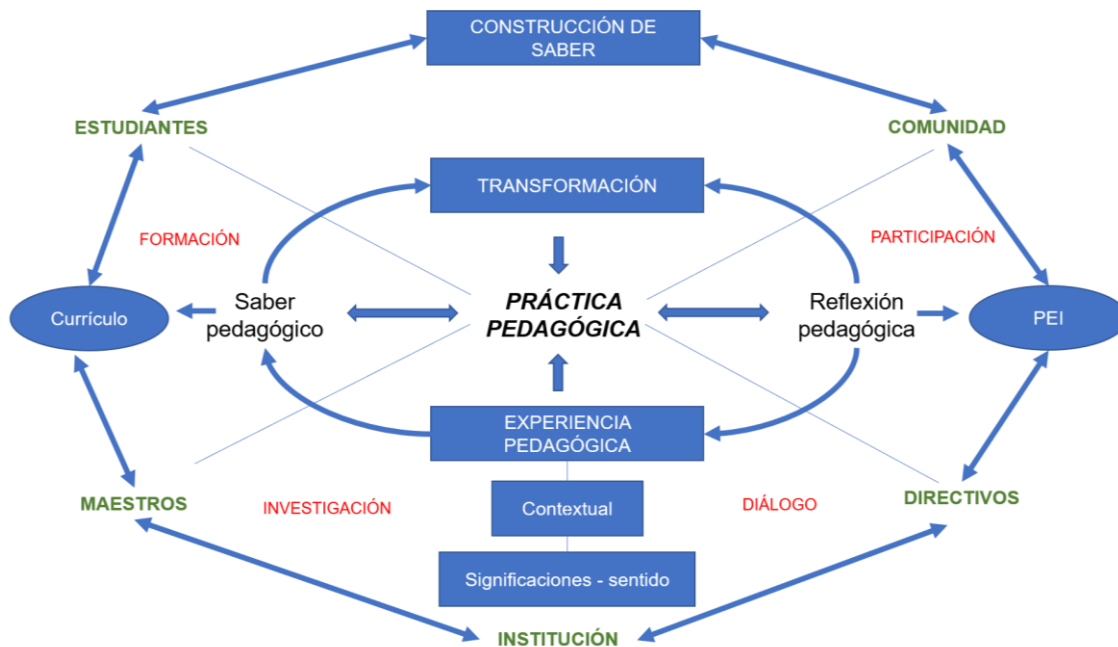 CONSTRUCCIÓN DE
SABER
ESTUDIANTES
COMUNIDAD
TRANSFORMACIÓN
FORMACIÓN
PARTICIPACIÓN
Currículo
Saber
pedagógico
PRÁCTICA
PEDAGÓGICA
Reflexión
pedagógica
PEI
EXPERIENCIA
PEDAGÓGICA
MAESTROS
INVESTIGACIÓN
Contextual
DIÁLOGO
DIRECTIVOS
Significaciones - sentido
INSTITUCIÓN